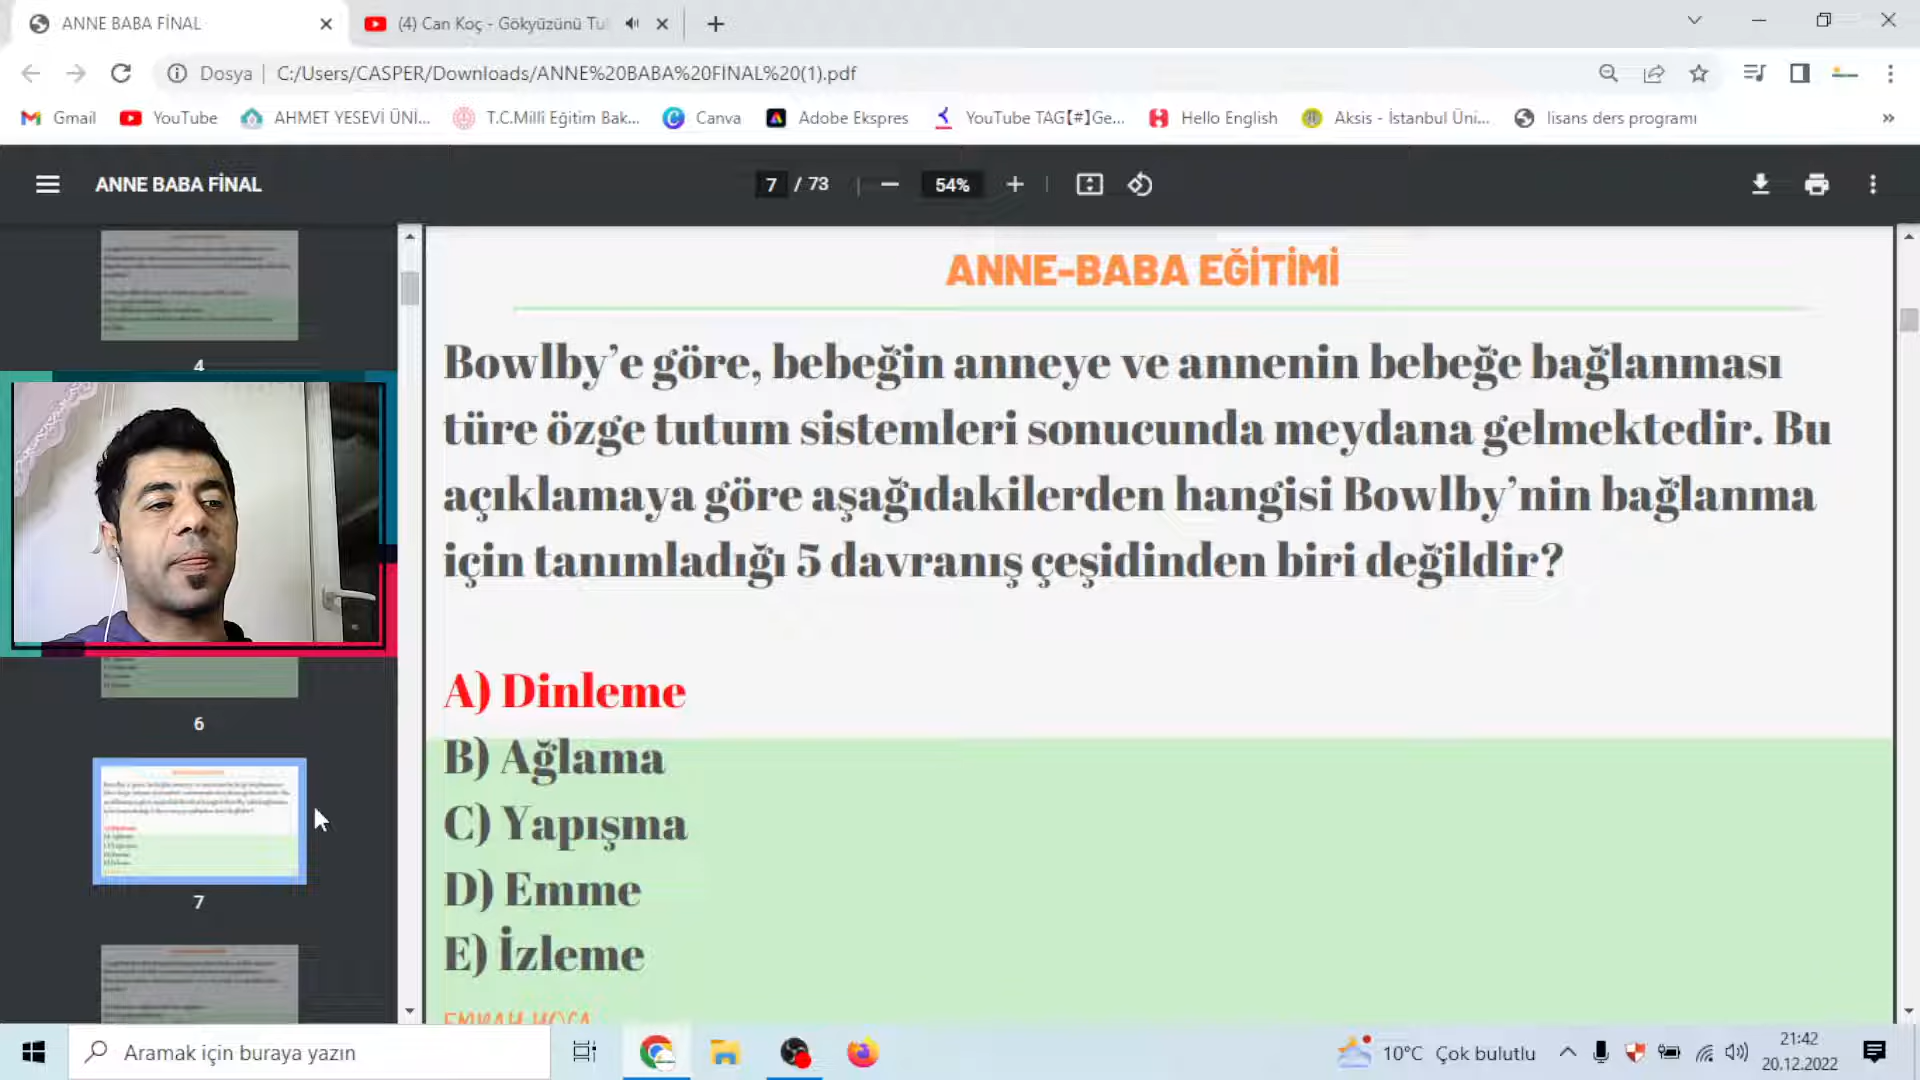 ANNE BABA FİNAL
(4) Can Koç - Gökyüzünü Tu
Dosya | C:/Users/CASPER/Downloads/ANNE%20BABA%20FİNAL%20(1).pdf
Gmail YouTube AHMET YESEVİ ÜNİ... T.C.Millî Eğitim Bak... Canva Adobe Ekspres YouTube TAG【#】Ge... Hello English Aksis - İstanbul Üni... lisans ders programı »
ANNE BABA FİNAL 7 / 73 54%
4
6
7
ANNE-BABA EĞİTİMİ
Bowlby’e göre, bebeğin anneye ve annenin bebeğe bağlanması
türe özge tutum sistemleri sonucunda meydana gelmektedir. Bu
açıklamaya göre aşağıdakilerden hangisi Bowlby’nin bağlanma
için tanımladığı 5 davranış çeşidinden biri değildir?
A) Dinleme
B) Ağlama
C) Yapışma
D) Emme
E) İzleme
Aramak için buraya yazın
10°C Çok bulutlu
21:42
20.12.2022